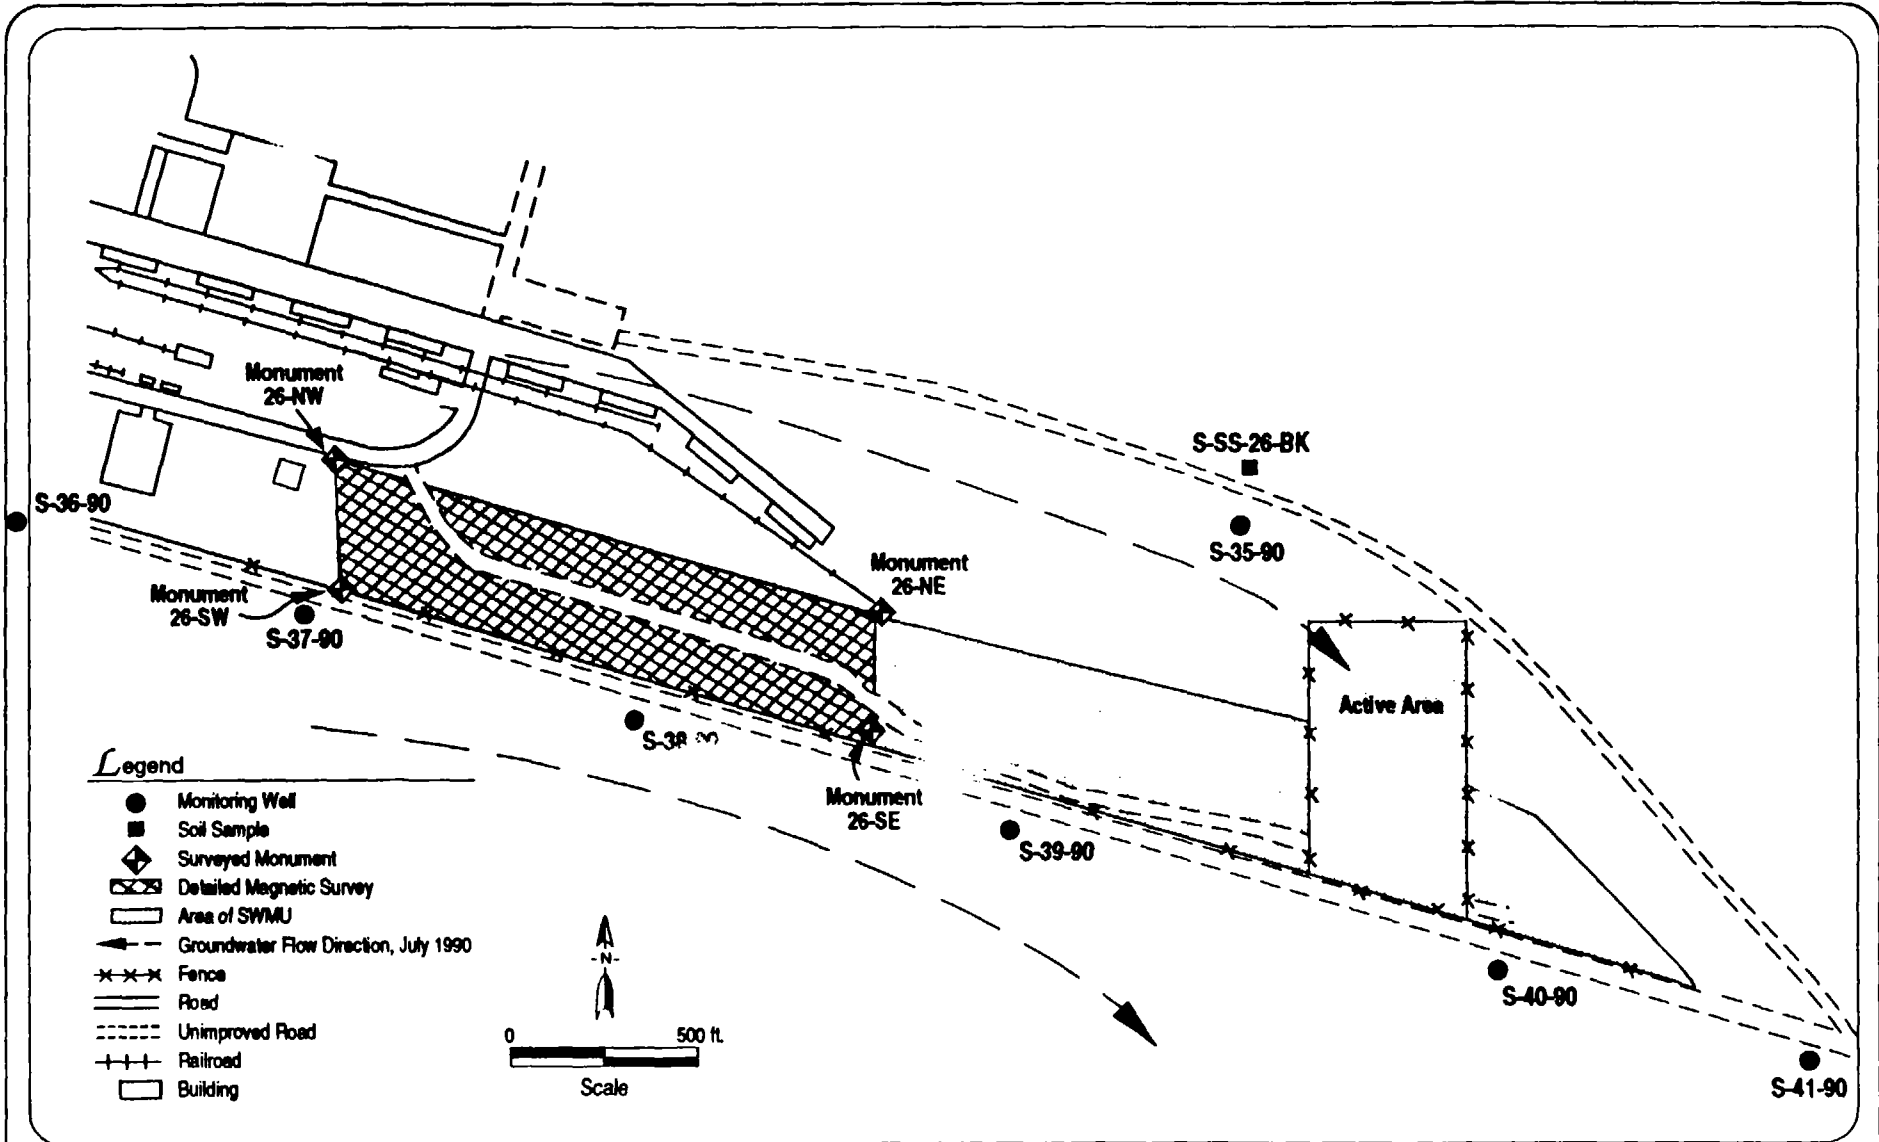 Monument
26-NW
S-SS-26-BK
S-36-90
S-35-90
Monument
26-NE
Monument
26-SW
S-37-90
Active Area
S-38-90
Monument
26-SE
S-39-90
S-40-90
S-41-90
Legend
Monitoring Well
Soil Sample
Surveyed Monument
Detailed Magnetic Survey
Area of SWMU
Groundwater Flow Direction, July 1990
Fence
Road
Unimproved Road
Railroad
Building
-N-
0 500 ft.
Scale